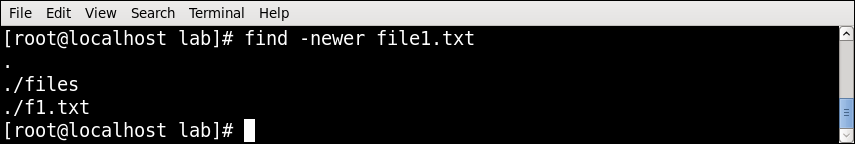 File Edit View Search Terminal Help
[root@localhost lab]# find -newer file1.txt
.
./files
./f1.txt
[root@localhost lab]#